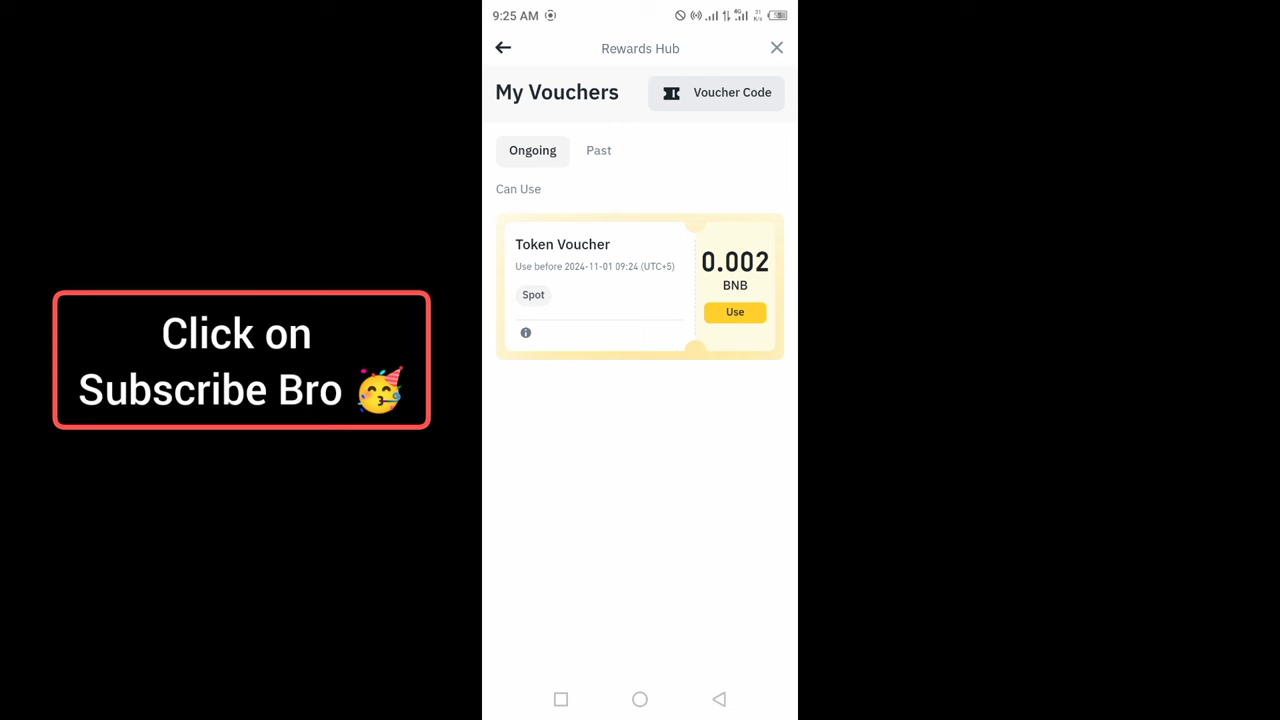 9:25 AM
Rewards Hub
My Vouchers
Voucher Code
Ongoing
Past
Can Use
Token Voucher
Use before 2024-11-01 09:24 (UTC+5)
Spot
0.002
BNB
Use
Click on
Subscribe Bro 🥳